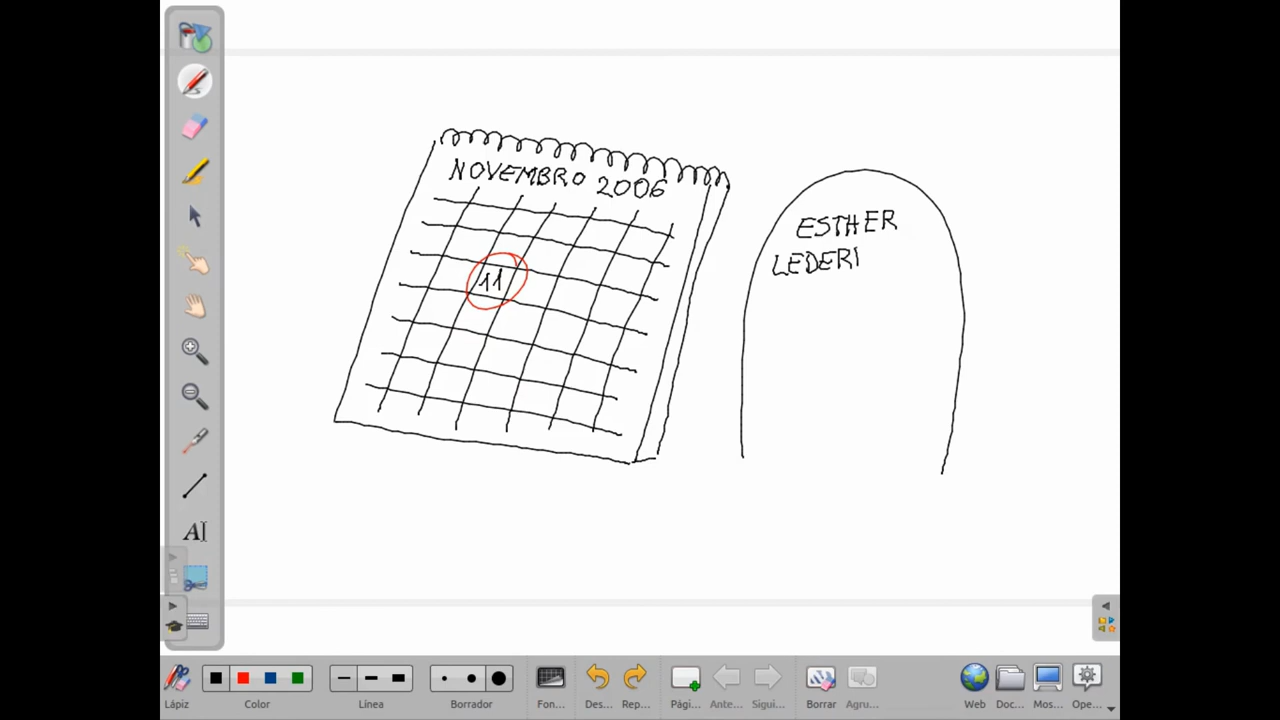 NOVEMBRO 2006
11
ESTHER
LEDERI
AI
Lápiz
Color
Línea
Borrador
Fon...
Des...
Rep...
Pági...
Ante...
Sigui...
Borrar
Agru...
Web
Doc...
Mos...
Ope...